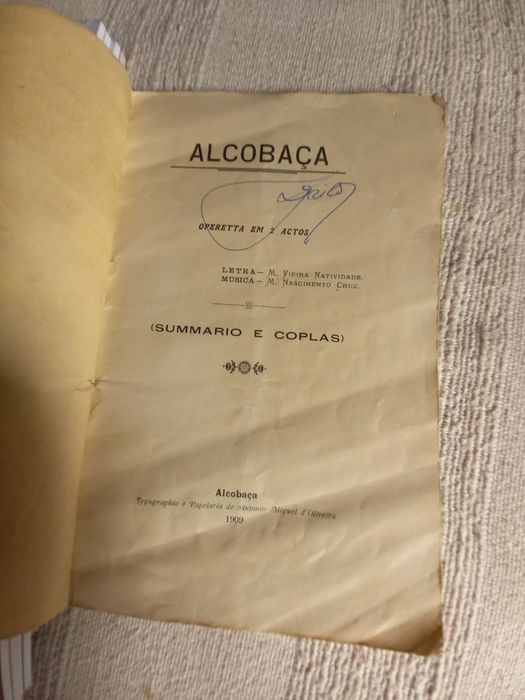 ALCOBAÇA
OPERETTA EM 2 ACTOS
LETRA — M. VIEIRA NATIVIDADE.
MUSICA — M. NASCIMENTO CRUZ.
(SUMMARIO E COPLAS)
Alcobaça
Typographia e Papelaria de Antonio Miguel d'Oliveira
1909